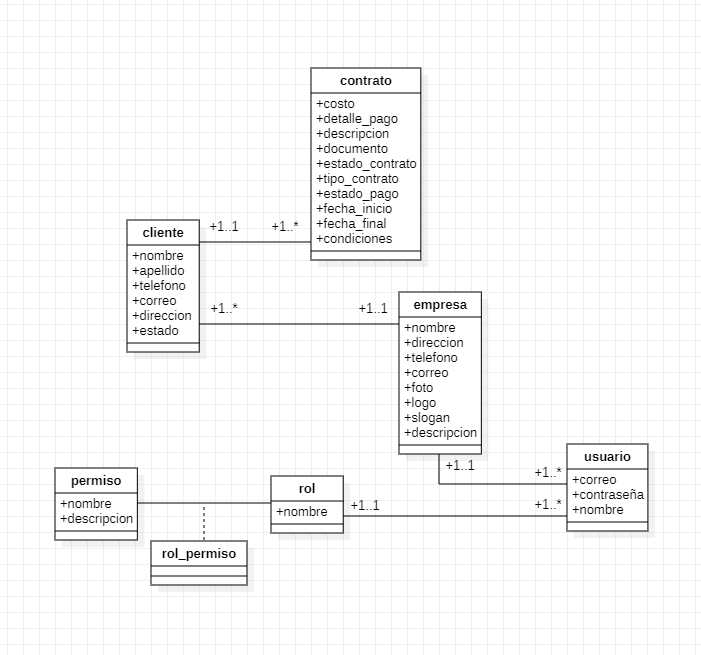 contrato
+costo
+detalle_pago
+descripcion
+documento
+estado_contrato
+tipo_contrato
+estado_pago
+fecha_inicio
+fecha_final
+condiciones
+1..1
+1..*
cliente
+nombre
+apellido
+telefono
+correo
+direccion
+estado
+1..*
+1..1
empresa
+nombre
+direccion
+telefono
+correo
+foto
+logo
+slogan
+descripcion
+1..1
+1..*
usuario
+correo
+contraseña
+nombre
permiso
+nombre
+descripcion
rol
+nombre
+1..1
+1..*
rol_permiso